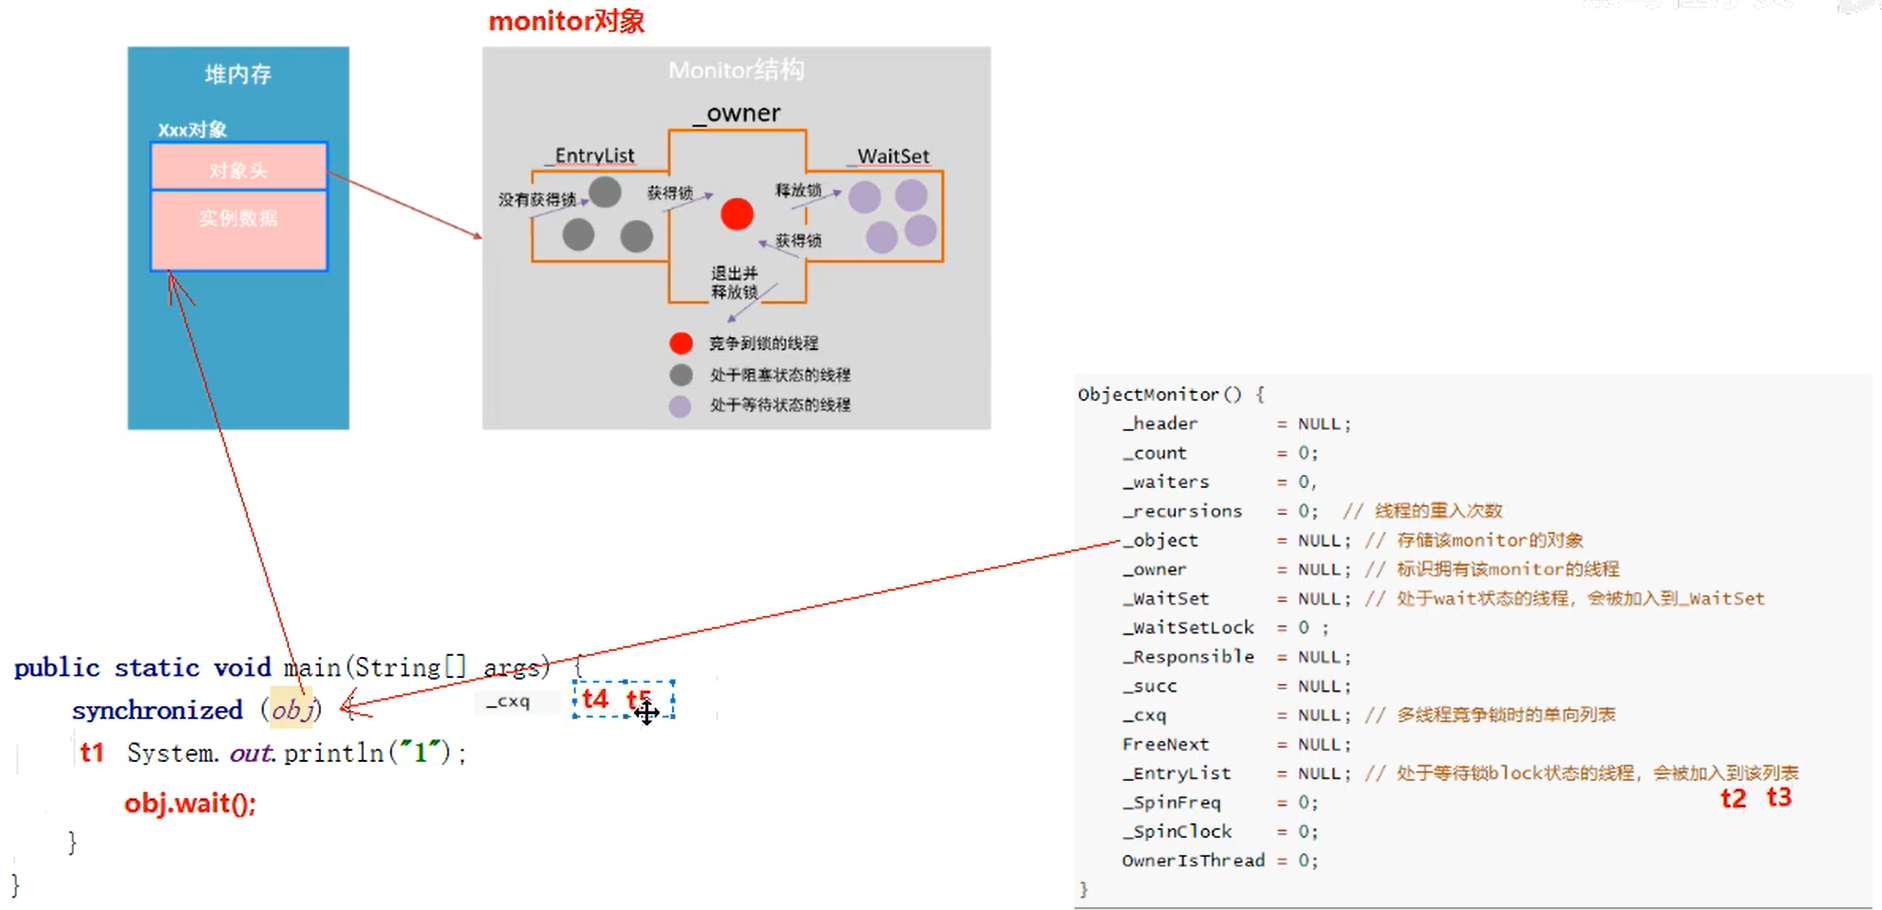 monitor对象
堆内存
Xxx对象
对象头
实例数据
Monitor结构
_owner
_EntryList
_WaitSet
没有获得锁
获得锁
释放锁
获得锁
退出并
释放锁
竞争到锁的线程
处于阻塞状态的线程
处于等待状态的线程
public static void main(String[] args) {
synchronized (obj) {
_cxq
t4 t5
t1 System.out.println("1");
obj.wait();
}
}
ObjectMonitor() {
_header = NULL;
_count = 0;
_waiters = 0,
_recursions = 0; // 线程的重入次数
_object = NULL; // 存储该monitor的对象
_owner = NULL; // 标识拥有该monitor的线程
_WaitSet = NULL; // 处于wait状态的线程，会被加入到_WaitSet
_WaitSetLock = 0 ;
_Responsible = NULL;
_succ = NULL;
_cxq = NULL; // 多线程竞争锁时的单向列表
FreeNext = NULL;
_EntryList = NULL; // 处于等待锁block状态的线程，会被加入到该列表
t2 t3
_SpinFreq = 0;
_SpinClock = 0;
OwnerIsThread = 0;
}